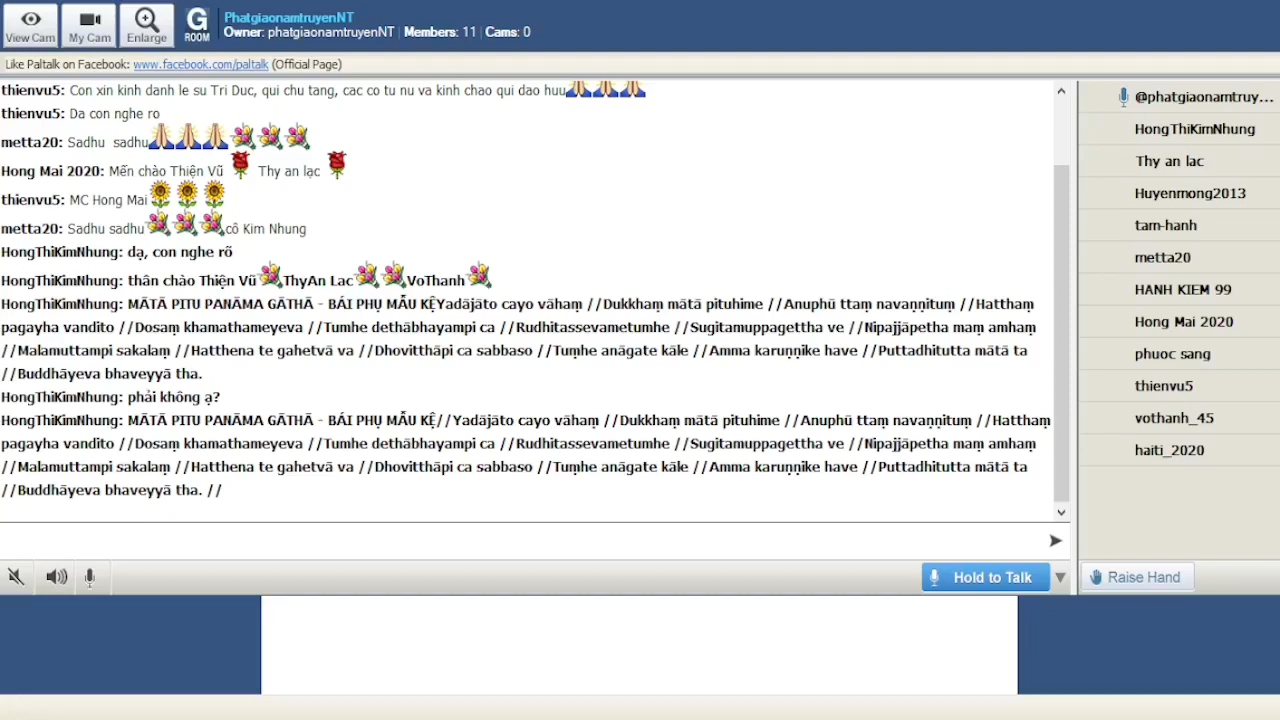 View Cam
My Cam
Enlarge
G ROOM
PhatgiaonamtruyenNT
Owner: phatgiaonamtruyenNT | Members: 11 | Cams: 0
Like Paltalk on Facebook: www.facebook.com/paltalk (Official Page)
thienvu5: Con xin kinh danh le su Tri Duc, qui chu tang, cac co tu nu va kinh chao qui dao huu
thienvu5: Da con nghe ro
metta20: Sadhu sadhu
Hong Mai 2020: Mến chào Thiện Vũ Thy an lạc
thienvu5: MC Hong Mai
metta20: Sadhu sadhu cô Kim Nhung
HongThiKimNhung: dạ, con nghe rõ
HongThiKimNhung: thân chào Thiện Vũ ThyAn Lac VoThanh
HongThiKimNhung: MĀTĀ PITU PANĀMA GĀTHĀ - BÁI PHỤ MẪU KỆYadājāto cayo vāhaṃ //Dukkhaṃ mātā pituhime //Anuphū ttaṃ navaṇṇituṃ //Hatthaṃ
pagayha vandito //Dosaṃ khamathameyeva //Tumhe dethābhayampi ca //Rudhitassevametumhe //Sugitamuppagettha ve //Nipajjāpetha maṃ amhaṃ
//Malamuttampi sakalaṃ //Hatthena te gahetvā va //Dhovitthāpi ca sabbaso //Tuṃhe anāgate kāle //Amma karuṇṇike have //Puttadhitutta mātā ta
//Buddhāyeva bhaveyyā tha.
HongThiKimNhung: phải không ạ?
HongThiKimNhung: MĀTĀ PITU PANĀMA GĀTHĀ - BÁI PHỤ MẪU KỆ//Yadājāto cayo vāhaṃ //Dukkhaṃ mātā pituhime //Anuphū ttaṃ navaṇṇituṃ //Hatthaṃ
pagayha vandito //Dosaṃ khamathameyeva //Tumhe dethābhayampi ca //Rudhitassevametumhe //Sugitamuppagettha ve //Nipajjāpetha maṃ amhaṃ
//Malamuttampi sakalaṃ //Hatthena te gahetvā va //Dhovitthāpi ca sabbaso //Tuṃhe anāgate kāle //Amma karuṇṇike have //Puttadhitutta mātā ta
//Buddhāyeva bhaveyyā tha. //
Hold to Talk
@phatgiaonamtruy...
HongThiKimNhung
Thy an lac
Huyenmong2013
tam-hanh
metta20
HANH KIEM 99
Hong Mai 2020
phuoc sang
thienvu5
vothanh_45
haiti_2020
Raise Hand